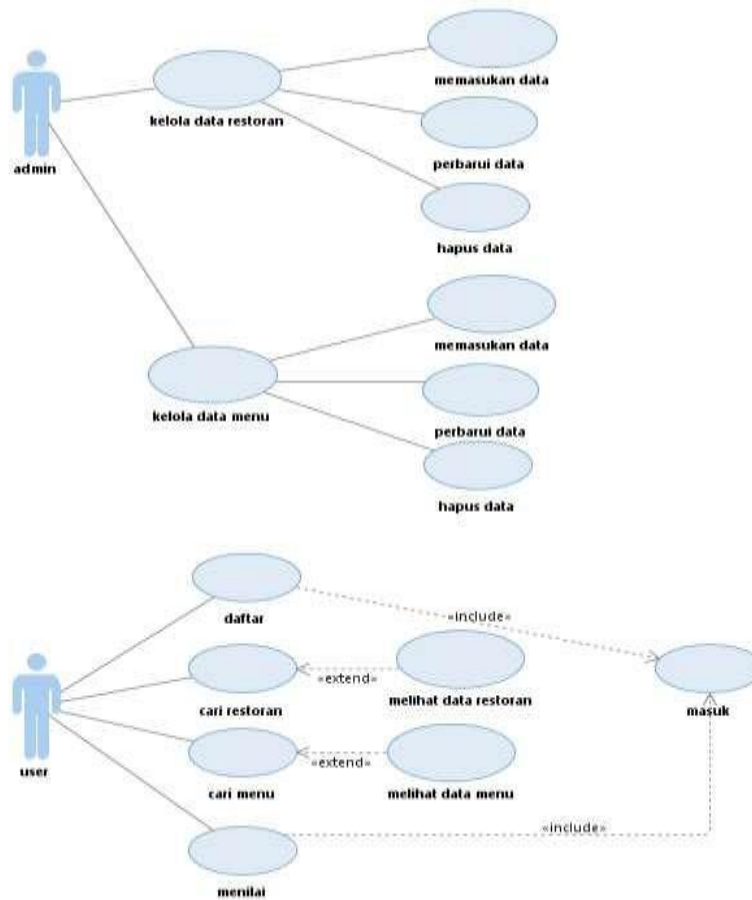 memasukan data
kelola data restoran
admin
perbarui data
hapus data
memasukan data
kelola data menu
perbarui data
hapus data
daftar
«include»
cari restoran
«extend»
melihat data restoran
masuk
user
cari menu
«extend»
melihat data menu
«include»
menilai